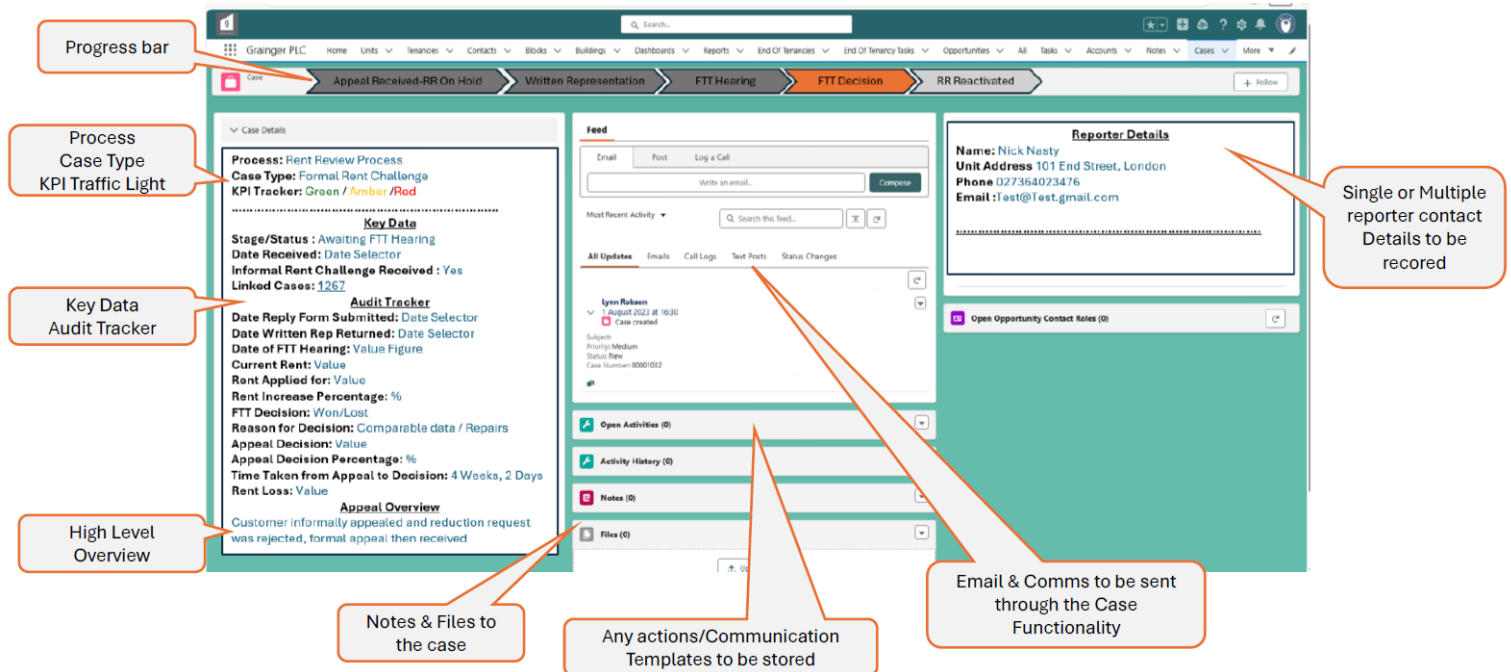 Search...
Grainger PLC
Home Units Tenancies Contacts Blocks Buildings Dashboards Reports End Of Tenancies End Of Tenancy Tasks Opportunities All Tasks Accounts Notes Cases More
Progress bar
Case
Appeal Received-RR On Hold
Written Representation
FTT Hearing
FTT Decision
RR Reactivated
+ Follow
Process
Case Type
KPI Traffic Light
Key Data
Audit Tracker
High Level
Overview
Case Details
Process: Rent Review Process
Case Type: Formal Rent Challenge
KPI Tracker: Green / Amber /Red
Key Data
Stage/Status : Awaiting FTT Hearing
Date Received: Date Selector
Informal Rent Challenge Received : Yes
Linked Cases: 1267
Audit Tracker
Date Reply Form Submitted: Date Selector
Date Written Rep Returned: Date Selector
Date of FTT Hearing: Value Figure
Current Rent: Value
Rent Applied for: Value
Rent Increase Percentage: %
FTT Decision: Won/Lost
Reason for Decision: Comparable data / Repairs
Appeal Decision: Value
Appeal Decision Percentage: %
Time Taken from Appeal to Decision: 4 Weeks, 2 Days
Rent Loss: Value
Appeal Overview
Customer informally appealed and reduction request
was rejected, formal appeal then received
Feed
Email Post Log a Call
Write an email...
Compose
Most Recent Activity
Search this feed...
All Updates Emails Call Logs Text Posts Status Changes
Lynn Robson
1 August 2023 at 16:30
Case created
Subject:
Priority: Medium
Status: New
Case Number: 00001032
Open Activities (0)
Activity History (0)
Notes (0)
Files (0)
Reporter Details
Name: Nick Nasty
Unit Address 101 End Street, London
Phone 027364023476
Email :Test@Test.gmail.com
Open Opportunity Contact Roles (0)
Single or Multiple
reporter contact
Details to be
recored
Notes & Files to
the case
Any actions/Communication
Templates to be stored
Email & Comms to be sent
through the Case
Functionality